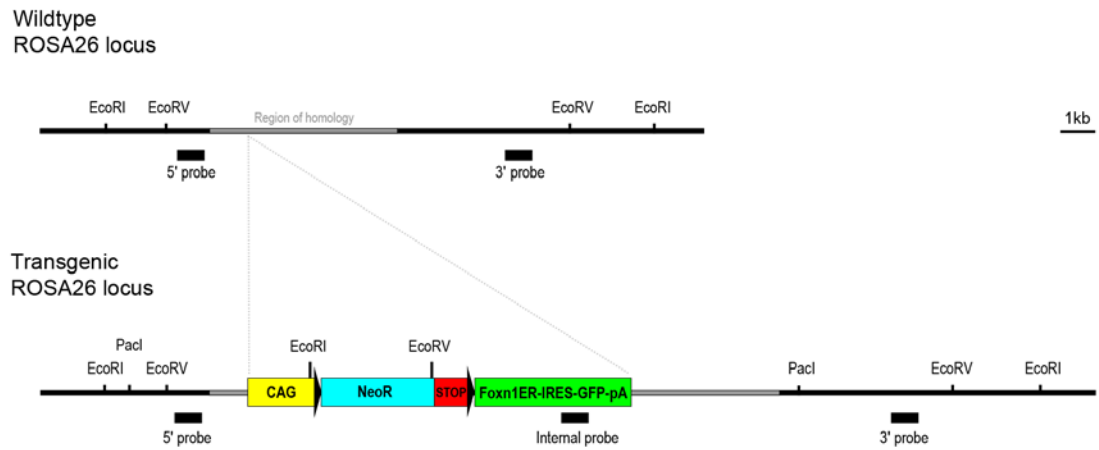 Wildtype
ROSA26 locus
EcoRI EcoRV EcoRV EcoRI
Region of homology
1kb
5' probe 3' probe
Transgenic
ROSA26 locus
PacI EcoRI EcoRV
EcoRI EcoRV PacI EcoRV EcoRI
CAG NeoR STOP Foxn1ER-IRES-GFP-pA
5' probe Internal probe 3' probe